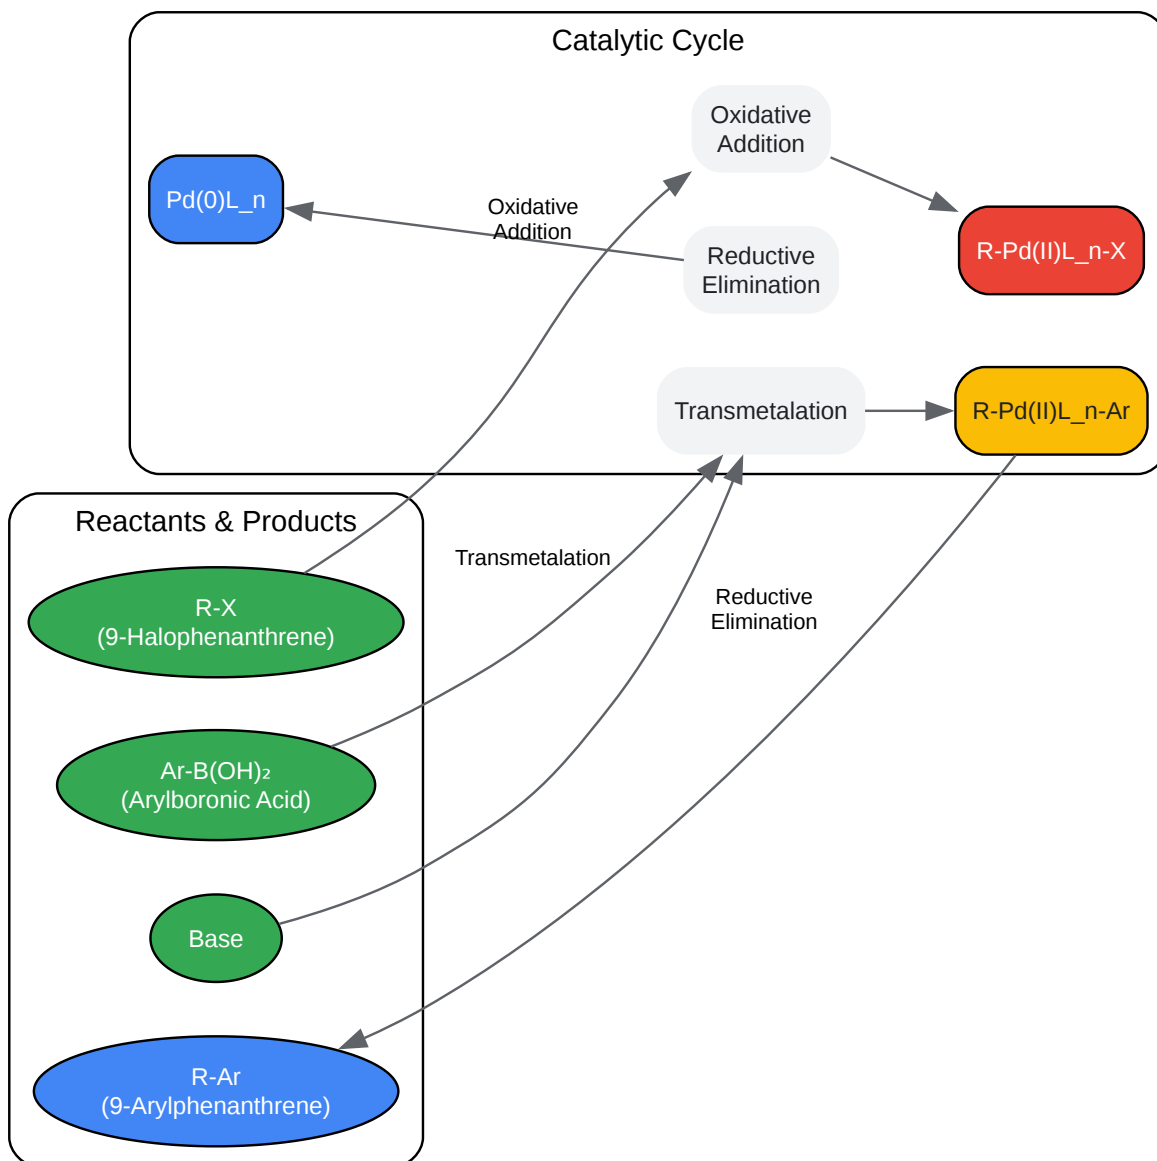 Catalytic Cycle
Oxidative
Addition
Pd(0)L_n
Oxidative
Addition
Reductive
Elimination
R-Pd(II)L_n-X
Transmetalation
R-Pd(II)L_n-Ar
Reactants & Products
Transmetalation
R-X
(9-Halophenanthrene)
Reductive
Elimination
Ar-B(OH)₂
(Arylboronic Acid)
Base
R-Ar
(9-Arylphenanthrene)